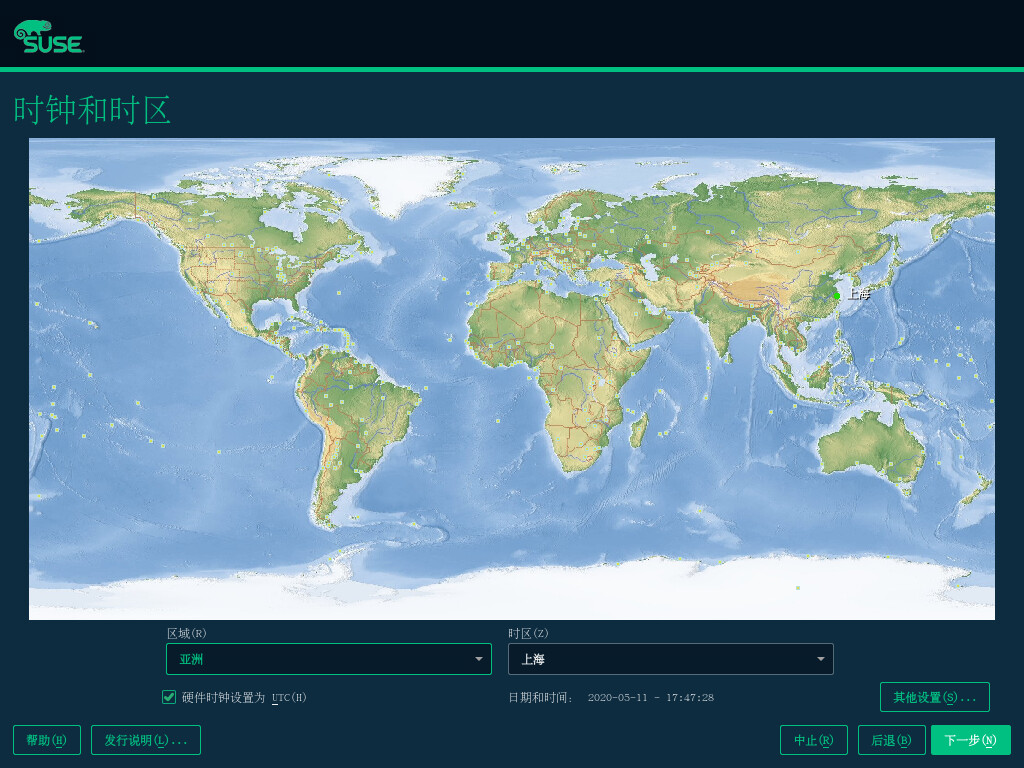 SUSE
时钟和时区
上海
区域(R) 时区(Z)
亚洲 上海
硬件时钟设置为 UTC(H) 日期和时间： 2020-05-11 - 17:47:28 其他设置(S)...
帮助(H) 发行说明(L)... 中止(R) 后退(B) 下一步(N)